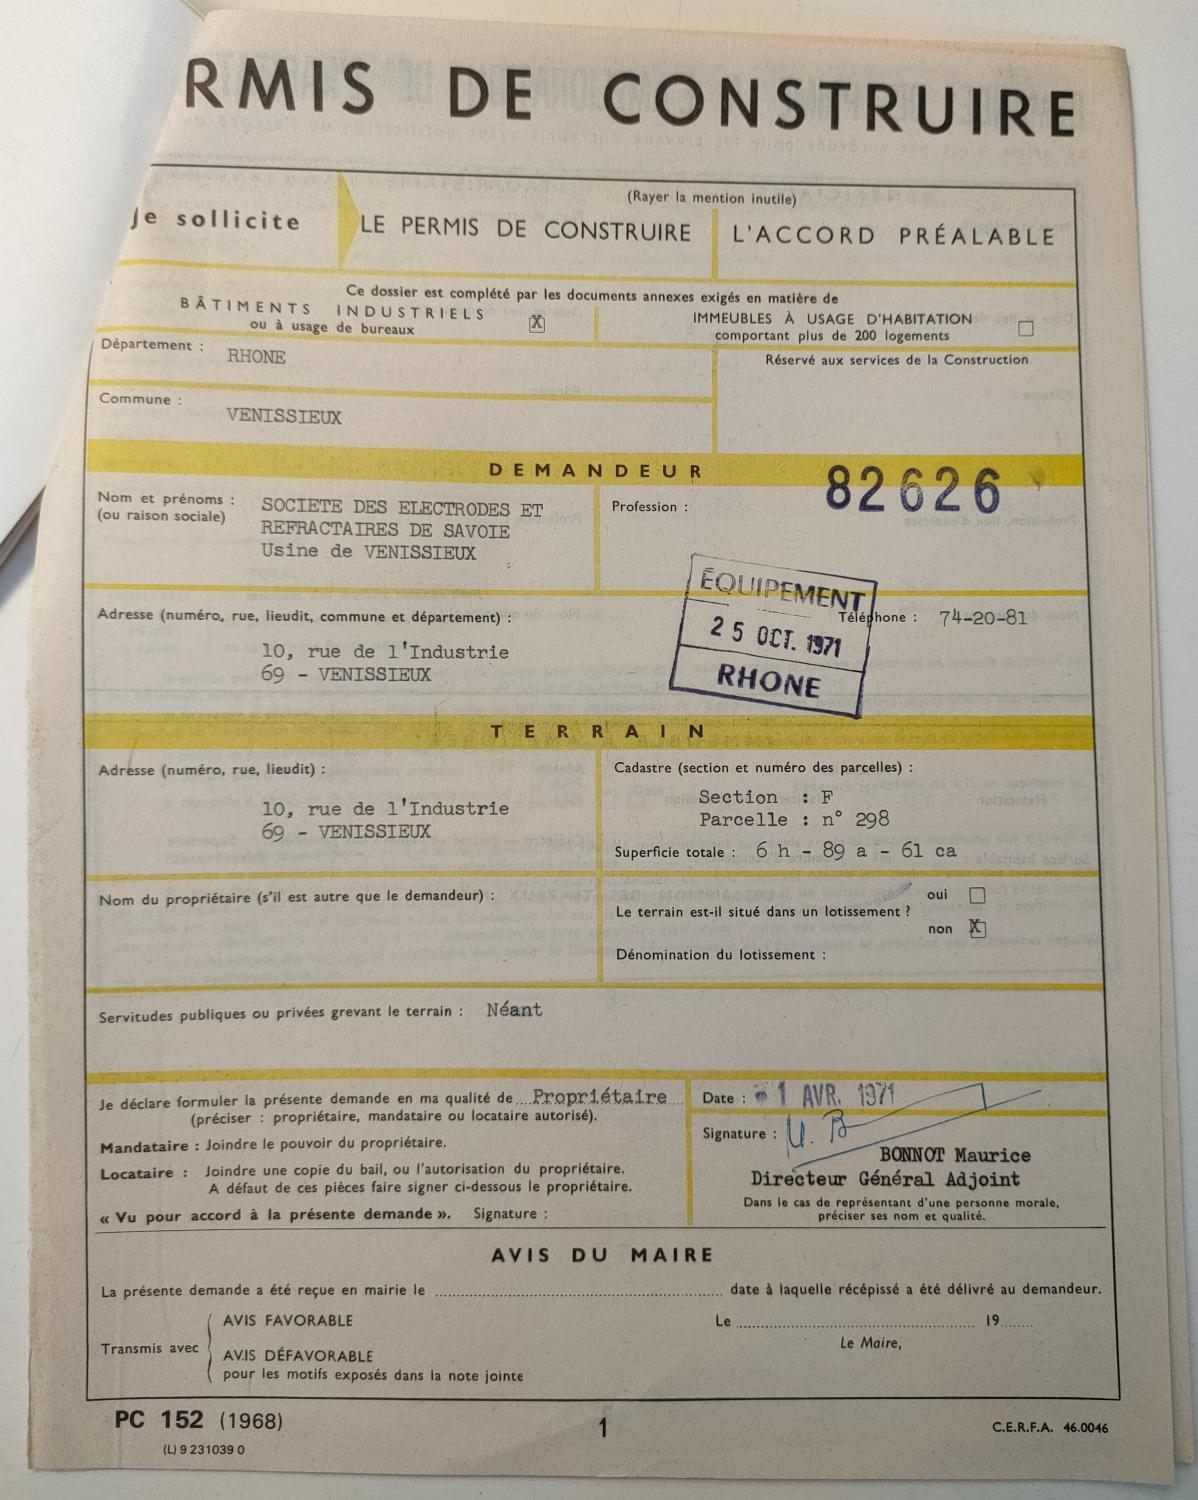 RMIS DE CONSTRUIRE
Je sollicite
(Rayer la mention inutile)
LE PERMIS DE CONSTRUIRE
L'ACCORD PRÉALABLE
Ce dossier est complété par les documents annexes exigés en matière de
BÂTIMENTS INDUSTRIELS
ou à usage de bureaux
X
IMMEUBLES À USAGE D'HABITATION
comportant plus de 200 logements
Département :
RHONE
Réservé aux services de la Construction
Commune :
VENISSIEUX
DEMANDEUR
82626
Nom et prénoms :
(ou raison sociale)
SOCIETE DES ELECTRODES ET
REFRACTAIRES DE SAVOIE
Usine de VENISSIEUX
Profession :
EQUIPEMENT
25 OCT. 1971
RHONE
Adresse (numéro, rue, lieudit, commune et département) :
10, rue de l'Industrie
69 - VENISSIEUX
Téléphone : 74-20-81
TERRAIN
Adresse (numéro, rue, lieudit) :
10, rue de l'Industrie
69 - VENISSIEUX
Cadastre (section et numéro des parcelles) :
Section : F
Parcelle : n° 298
Superficie totale : 6 h - 89 a - 61 ca
Nom du propriétaire (s'il est autre que le demandeur) :
Le terrain est-il situé dans un lotissement ?
oui
non X
Dénomination du lotissement :
Servitudes publiques ou privées grevant le terrain : Néant
Je déclare formuler la présente demande en ma qualité de Propriétaire
(préciser : propriétaire, mandataire ou locataire autorisé).
Mandataire : Joindre le pouvoir du propriétaire.
Locataire : Joindre une copie du bail, ou l'autorisation du propriétaire.
A défaut de ces pièces faire signer ci-dessous le propriétaire.
« Vu pour accord à la présente demande ». Signature :
Date : 1 AVR. 1971
Signature :
BONNOT Maurice
Directeur Général Adjoint
Dans le cas de représentant d'une personne morale,
préciser ses nom et qualité.
AVIS DU MAIRE
La présente demande a été reçue en mairie le ........ date à laquelle récépissé a été délivré au demandeur.
Transmis avec
AVIS FAVORABLE
AVIS DÉFAVORABLE
pour les motifs exposés dans la note jointe
Le ........ 19......
Le Maire,
PC 152 (1968)
(L) 9 231039 0
1
C.E.R.F.A. 46.0046